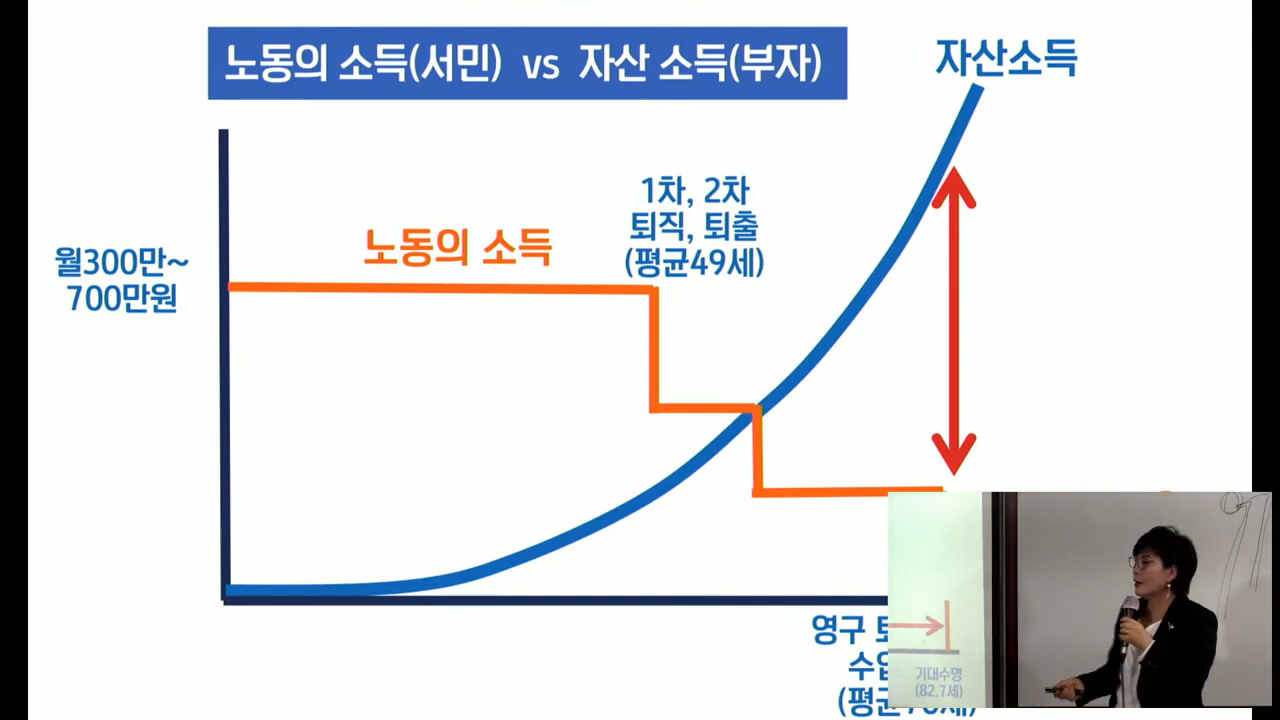 노동의 소득(서민) vs 자산 소득(부자)
자산소득
1차, 2차
퇴직, 퇴출
(평균49세)
노동의 소득
월300만~
700만원
영구
수입
(평균
기대수명
(82.7세)